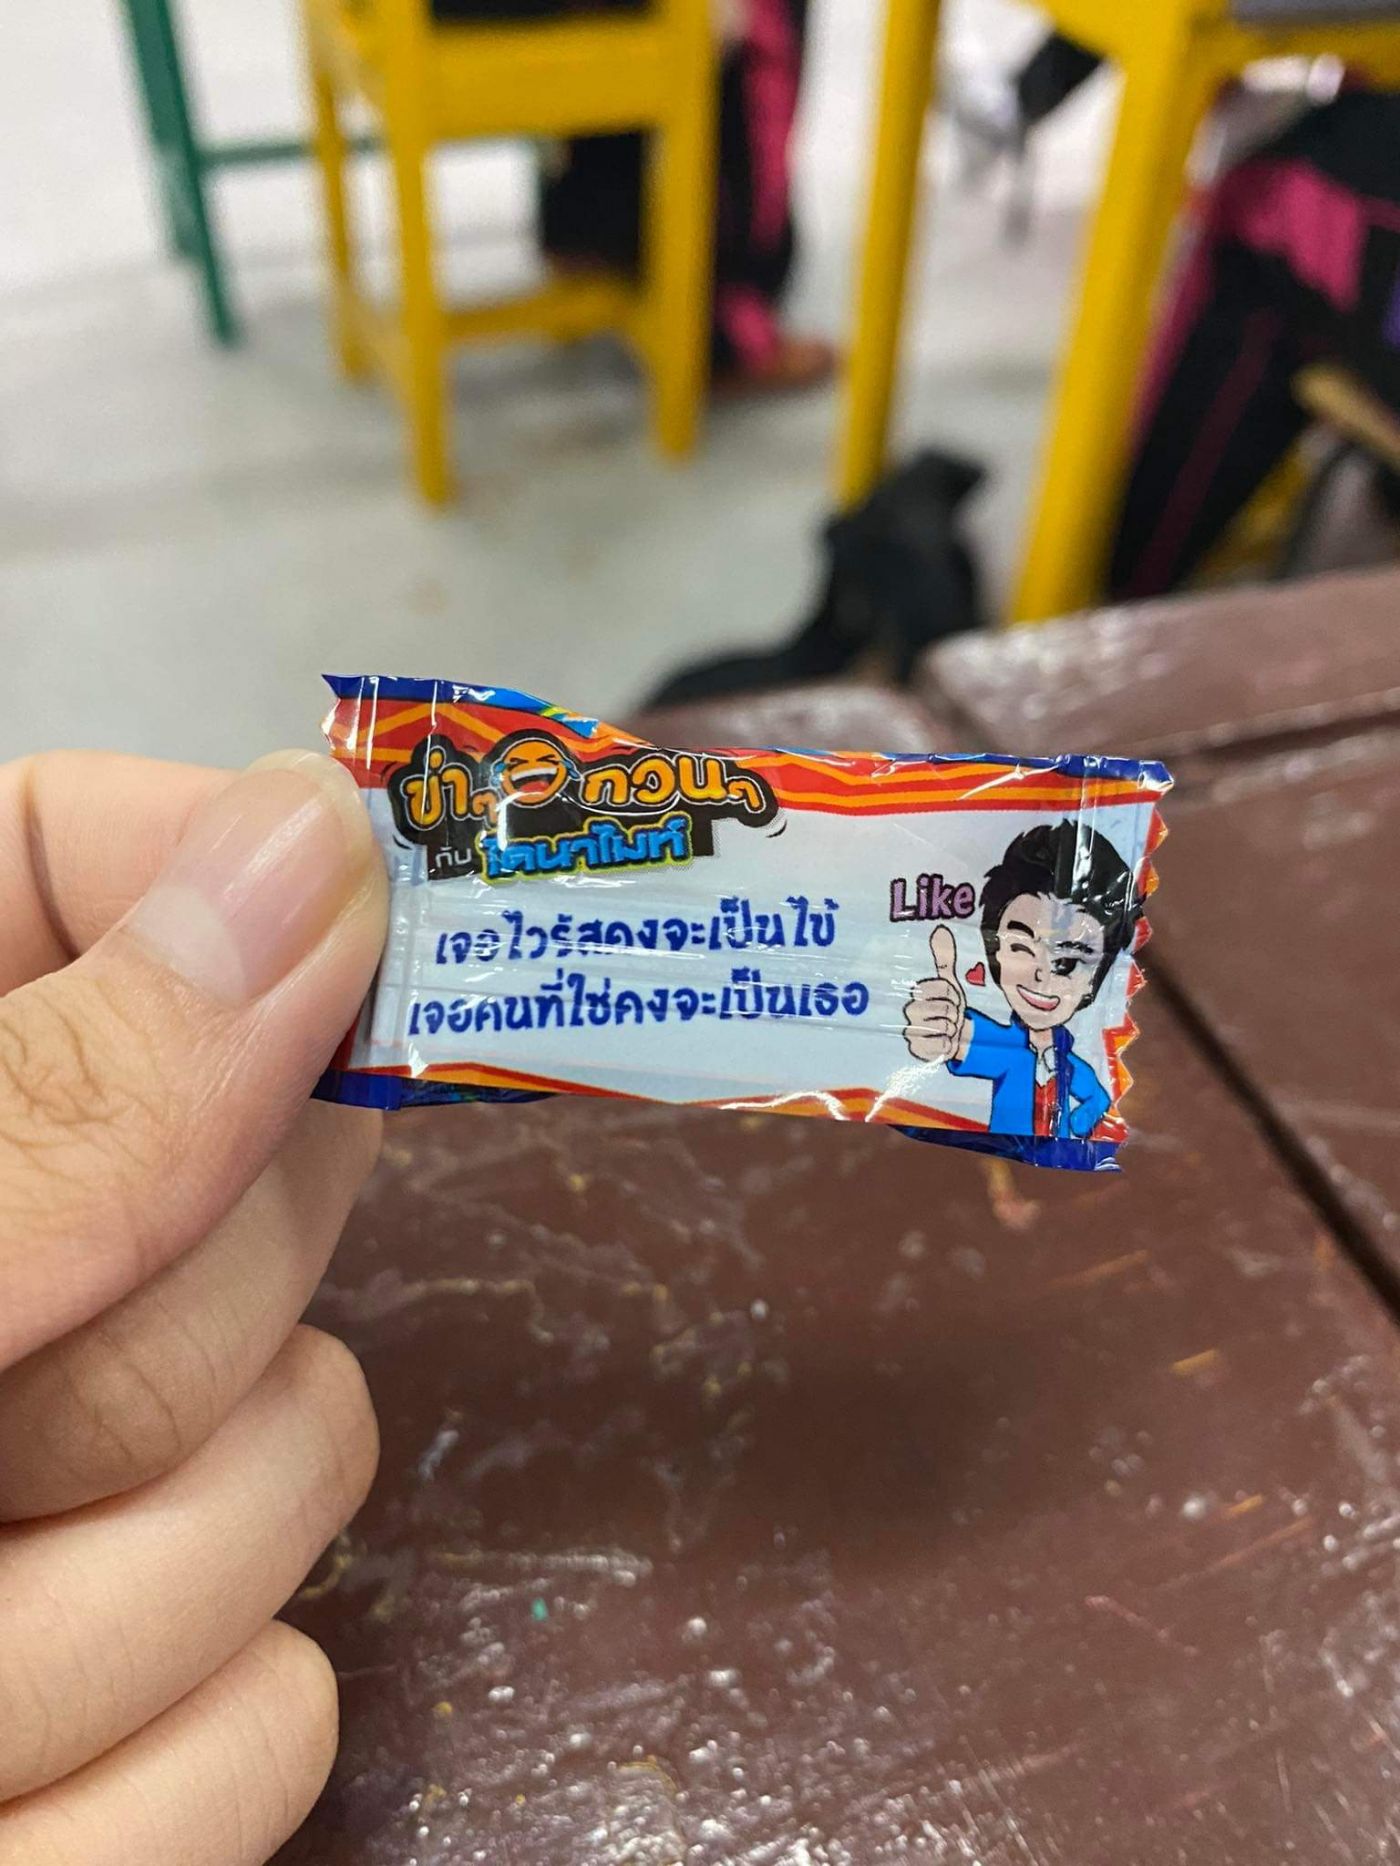 ขำๆ กวนๆ
กับ ไดนาไมท์
Like
เจอไวรัสคงจะเป็นไข้
เจอคนที่ใช่คงจะเป็นเธอ